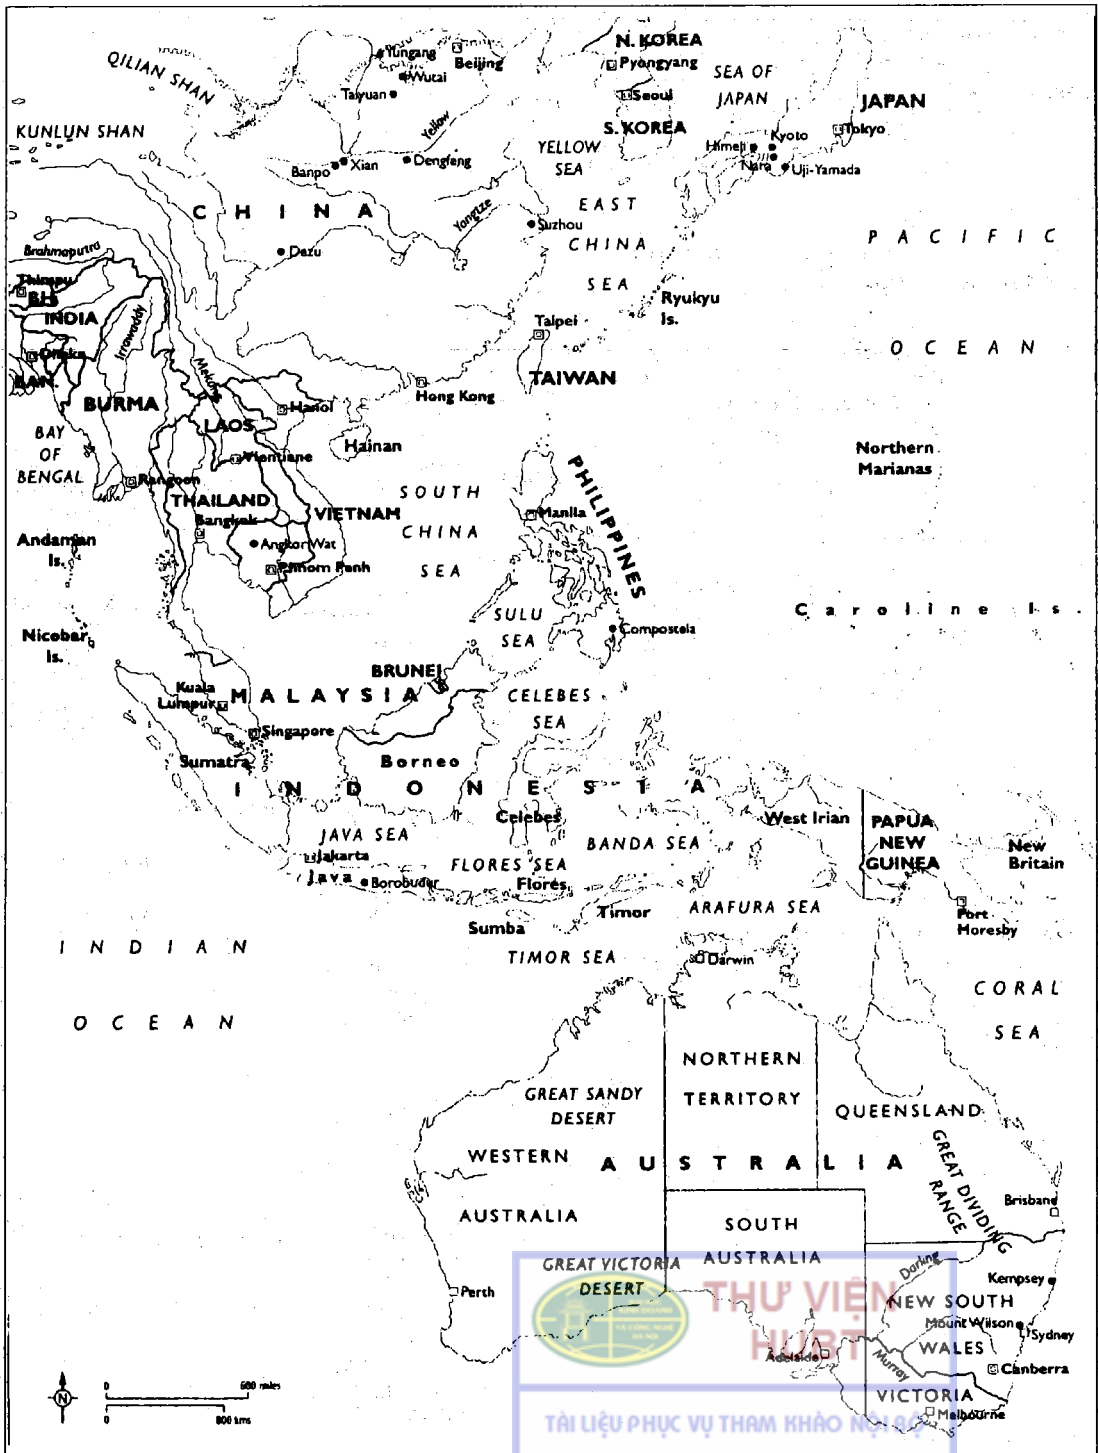 N. KOREA
Pyongyang
Yungang
Beijing
QILIAN SHAN
Wutai
SEA OF
JAPAN
Taiyuan
Seoul
JAPAN
Yellow
S. KOREA
Tokyo
KUNLUN SHAN
Kyoto
Himeji
YELLOW
SEA
Xian
Dengfeng
Banpo
Nara
Uji-Yamada
CHINA
Yangtze
EAST
CHINA
SEA
Suzhou
PACIFIC
OCEAN
Brahmaputra
Dazu
Thimpu
INDIA
Irrawaddy
Ryukyu
Is.
Taipei
Dhaka
BAN.
TAIWAN
Mekong
Hong Kong
BURMA
Hanoi
LAOS
BAY
OF
BENGAL
Hainan
Northern
Marianas
Vientiane
Rangoon
PHILIPPINES
THAILAND
Bangkok
VIETNAM
SOUTH
CHINA
SEA
Manila
Andaman
Is.
Angkor Wat
Phnom Penh
SULU
SEA
Caroline Is.
Compostela
Nicobar
Is.
BRUNEI
Kuala
Lumpur
MALAYSIA
CELEBES
SEA
Singapore
Sumatra
Borneo
INDONESIA
Celebes
West Irian
PAPUA
NEW
GUINEA
JAVA SEA
BANDA SEA
New
Britain
Jakarta
FLORES SEA
Java
Borobudur
Flores
Timor
ARAFURA SEA
Sumba
Port
Moresby
INDIAN
OCEAN
TIMOR SEA
Darwin
CORAL
SEA
NORTHERN
TERRITORY
GREAT SANDY
DESERT
QUEENSLAND
WESTERN
AUSTRALIA
AUSTRALIA
GREAT DIVIDING
RANGE
Brisbane
SOUTH
AUSTRALIA
GREAT VICTORIA
DESERT
Darling
Kempsey
Perth
THƯ VIỆN
HUBT
NEW SOUTH
WALES
Mount Wilson
Sydney
Adelaide
Murray
Canberra
VICTORIA
Melbourne
N
0 600 miles
0 800 kms
TÀI LIỆU PHỤC VỤ THAM KHẢO NỘI BỘ